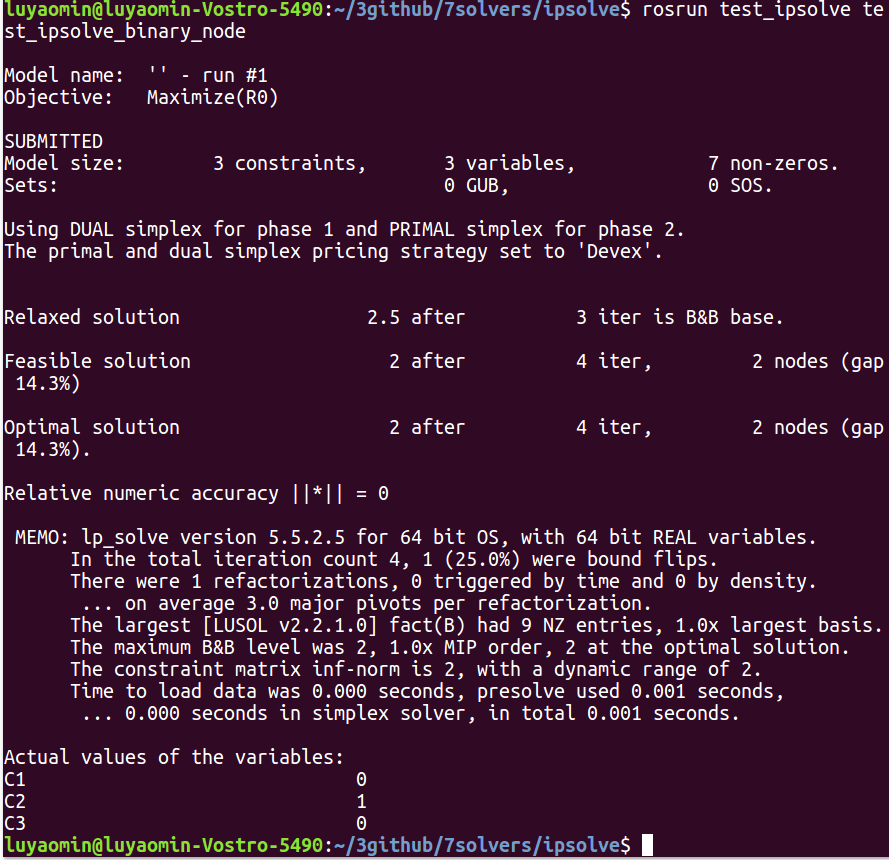 luyaomin@luyaomin-Vostro-5490:~/3github/7solvers/ipsolve$ rosrun test_ipsolve te
st_ipsolve_binary_node
Model name:  '' - run #1
Objective:   Maximize(R0)
SUBMITTED
Model size:        3 constraints,       3 variables,            7 non-zeros.
Sets:                                   0 GUB,                  0 SOS.
Using DUAL simplex for phase 1 and PRIMAL simplex for phase 2.
The primal and dual simplex pricing strategy set to 'Devex'.
Relaxed solution                 2.5 after          3 iter is B&B base.
Feasible solution                  2 after          4 iter,         2 nodes (gap
 14.3%)
Optimal solution                   2 after          4 iter,         2 nodes (gap
 14.3%).
Relative numeric accuracy ||*|| = 0
 MEMO: lp_solve version 5.5.2.5 for 64 bit OS, with 64 bit REAL variables.
      In the total iteration count 4, 1 (25.0%) were bound flips.
      There were 1 refactorizations, 0 triggered by time and 0 by density.
       ... on average 3.0 major pivots per refactorization.
      The largest [LUSOL v2.2.1.0] fact(B) had 9 NZ entries, 1.0x largest basis.
      The maximum B&B level was 2, 1.0x MIP order, 2 at the optimal solution.
      The constraint matrix inf-norm is 2, with a dynamic range of 2.
      Time to load data was 0.000 seconds, presolve used 0.001 seconds,
       ... 0.000 seconds in simplex solver, in total 0.001 seconds.
Actual values of the variables:
C1                              0
C2                              1
C3                              0
luyaomin@luyaomin-Vostro-5490:~/3github/7solvers/ipsolve$